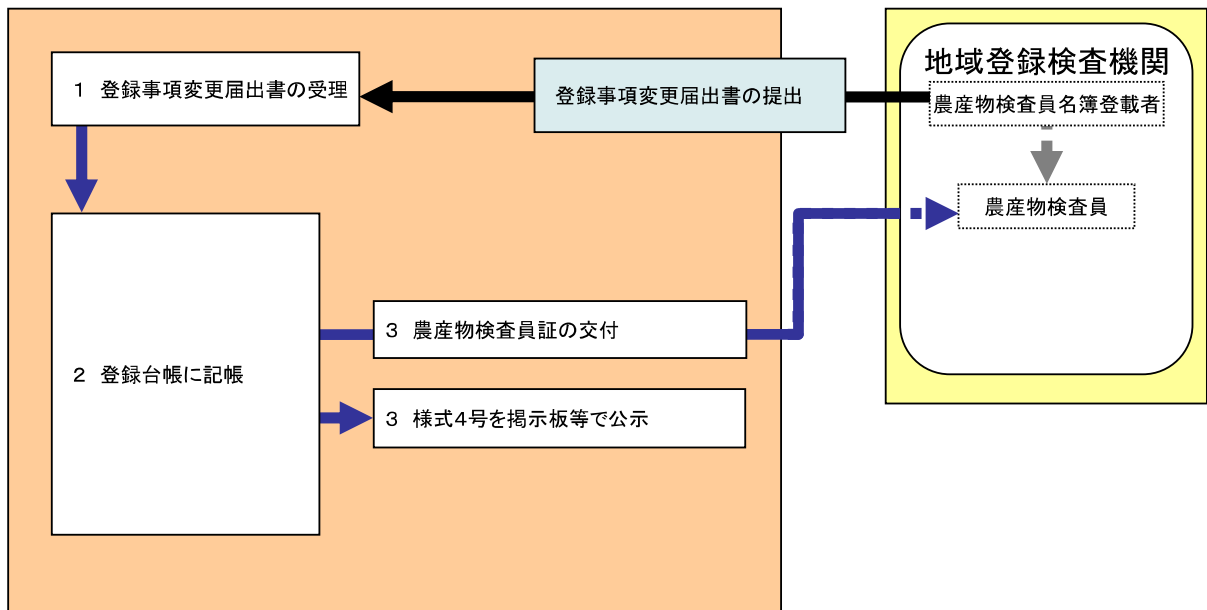 地域登録検査機関
1 登録事項変更届出書の受理
登録事項変更届出書の提出
農産物検査員名簿登載者
農産物検査員
3 農産物検査員証の交付
2 登録台帳に記帳
3 様式4号を掲示板等で公示